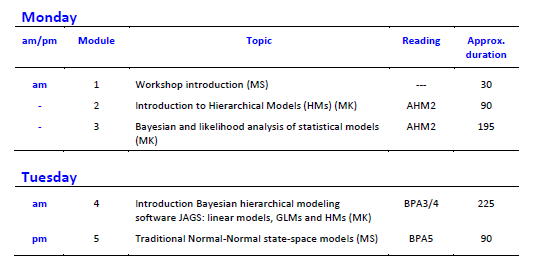 Monday
am/pm Module Topic Reading Approx. duration
am 1 Workshop introduction (MS) --- 30
- 2 Introduction to Hierarchical Models (HMs) (MK) AHM2 90
- 3 Bayesian and likelihood analysis of statistical models (MK) AHM2 195
Tuesday
am 4 Introduction Bayesian hierarchical modeling software JAGS: linear models, GLMs and HMs (MK) BPA3/4 225
pm 5 Traditional Normal-Normal state-space models (MS) BPA5 90